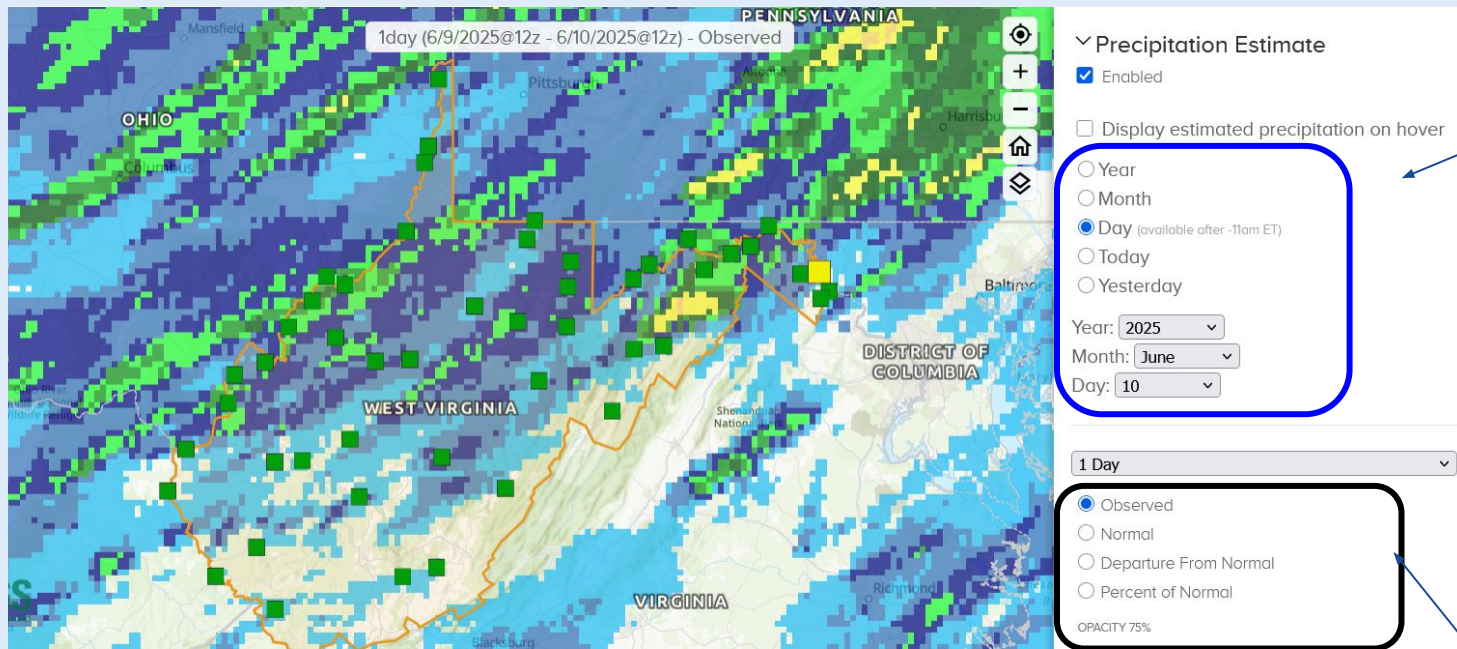 PENNSYLVANIA
Mansfield
1day (6/9/2025@12z - 6/10/2025@12z) - Observed
Altoona
Pittsburgh
OHIO
Harrisbu
Columbus
Baltimore
DISTRICT OF
COLUMBIA
WEST VIRGINIA
Shenandoah
National Park
Richmond
VIRGINIA
Blacksburg
S
Precipitation Estimate
Enabled
Display estimated precipitation on hover
Year
Month
Day (available after ~11am ET)
Today
Yesterday
Year: 2025
Month: June
Day: 10
1 Day
Observed
Normal
Departure From Normal
Percent of Normal
OPACITY 75%